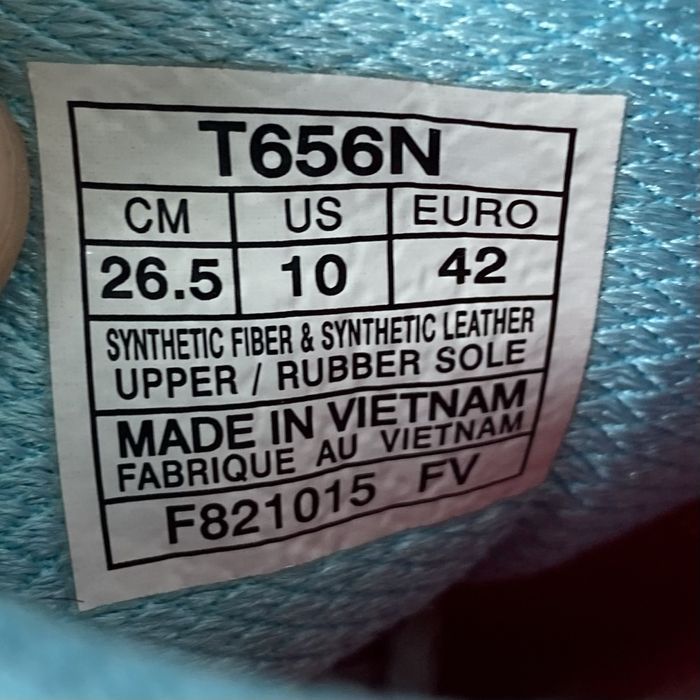 T656N
CM US EURO
26.5 10 42
SYNTHETIC FIBER & SYNTHETIC LEATHER
UPPER / RUBBER SOLE
MADE IN VIETNAM
FABRIQUE AU VIETNAM
F821015 FV